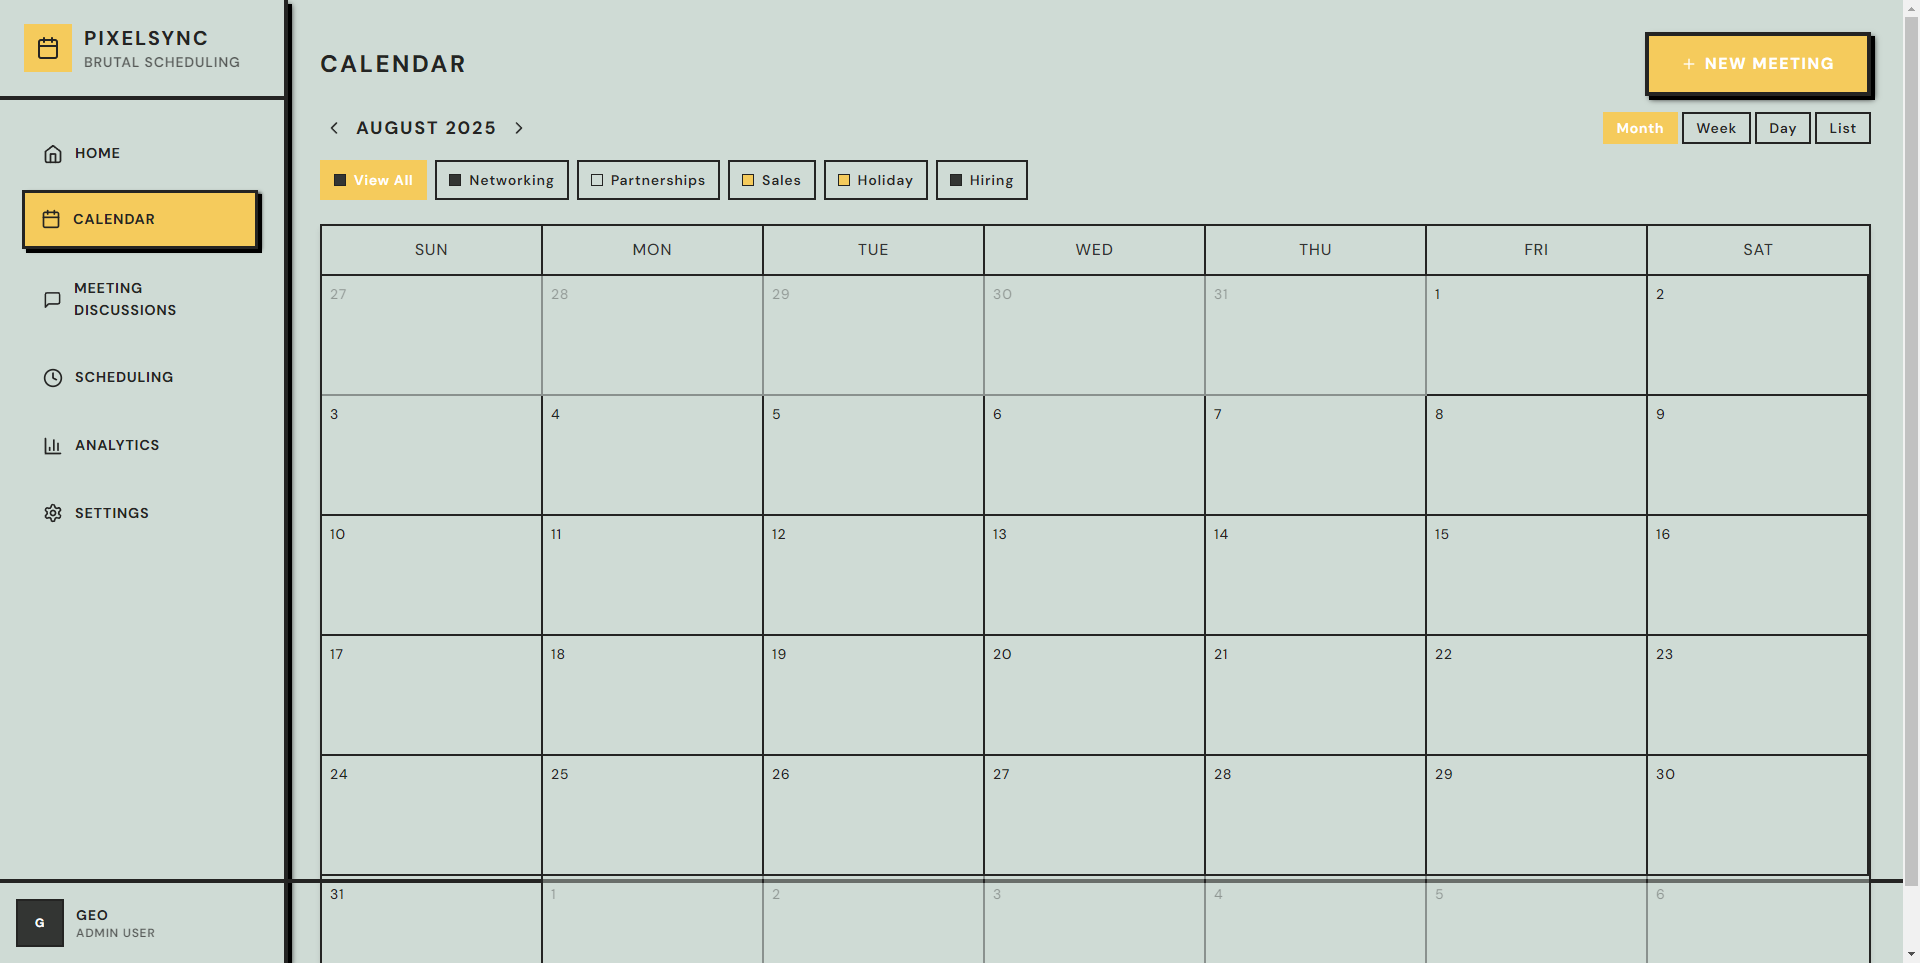 PIXELSYNC
BRUTAL SCHEDULING
HOME
CALENDAR
MEETING
DISCUSSIONS
SCHEDULING
ANALYTICS
SETTINGS
G
GEO
ADMIN USER
CALENDAR
+ NEW MEETING
AUGUST 2025
Month Week Day List
View All Networking Partnerships Sales Holiday Hiring
SUN MON TUE WED THU FRI SAT
27 28 29 30 31 1 2
3 4 5 6 7 8 9
10 11 12 13 14 15 16
17 18 19 20 21 22 23
24 25 26 27 28 29 30
31 1 2 3 4 5 6